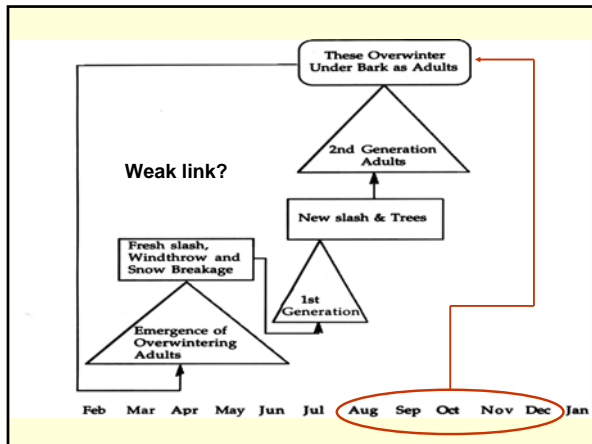 These Overwinter
Under Bark as Adults
2nd Generation
Adults
Weak link?
New slash & Trees
Fresh slash,
Windthrow and
Snow Breakage
1st
Generation
Emergence of
Overwintering
Adults
Feb Mar Apr May Jun Jul Aug Sep Oct Nov Dec Jan